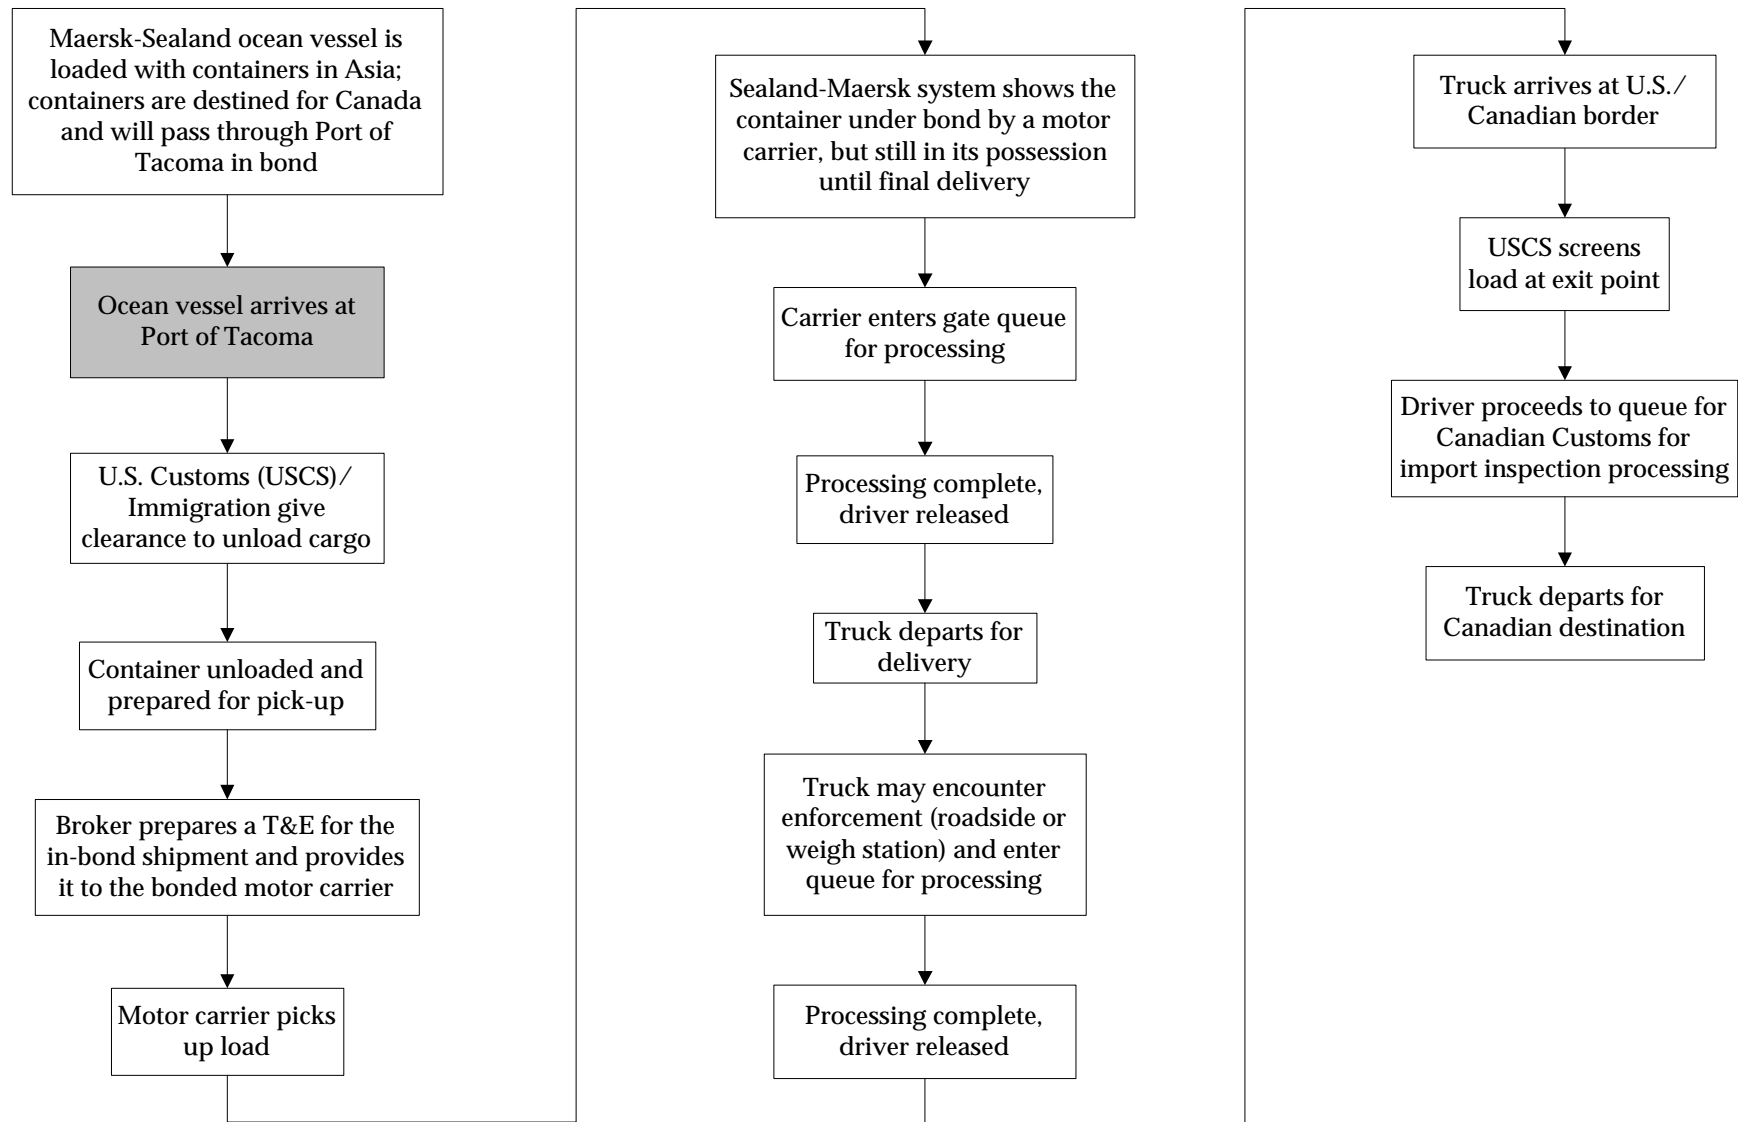 Maersk-Sealand ocean vessel is
loaded with containers in Asia;
containers are destined for Canada
and will pass through Port of
Tacoma in bond
Ocean vessel arrives at
Port of Tacoma
U.S. Customs (USCS)/
Immigration give
clearance to unload cargo
Container unloaded and
prepared for pick-up
Broker prepares a T&E for the
in-bond shipment and provides
it to the bonded motor carrier
Motor carrier picks
up load
Sealand-Maersk system shows the
container under bond by a motor
carrier, but still in its possession
until final delivery
Carrier enters gate queue
for processing
Processing complete,
driver released
Truck departs for
delivery
Truck may encounter
enforcement (roadside or
weigh station) and enter
queue for processing
Processing complete,
driver released
Truck arrives at U.S./
Canadian border
USCS screens
load at exit point
Driver proceeds to queue for
Canadian Customs for
import inspection processing
Truck departs for
Canadian destination